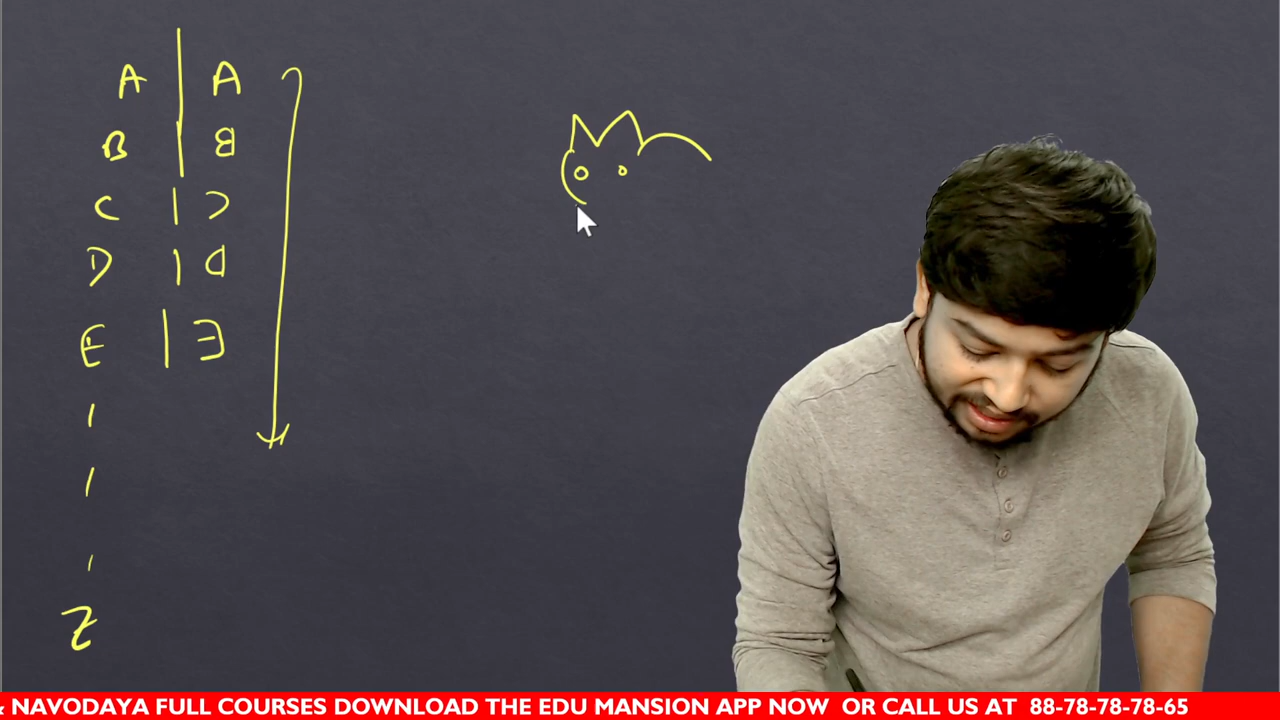 A | A
B | B
C | C
D | D
E | E
Z
& NAVODAYA FULL COURSES DOWNLOAD THE EDU MANSION APP NOW OR CALL US AT 88-78-78-78-65